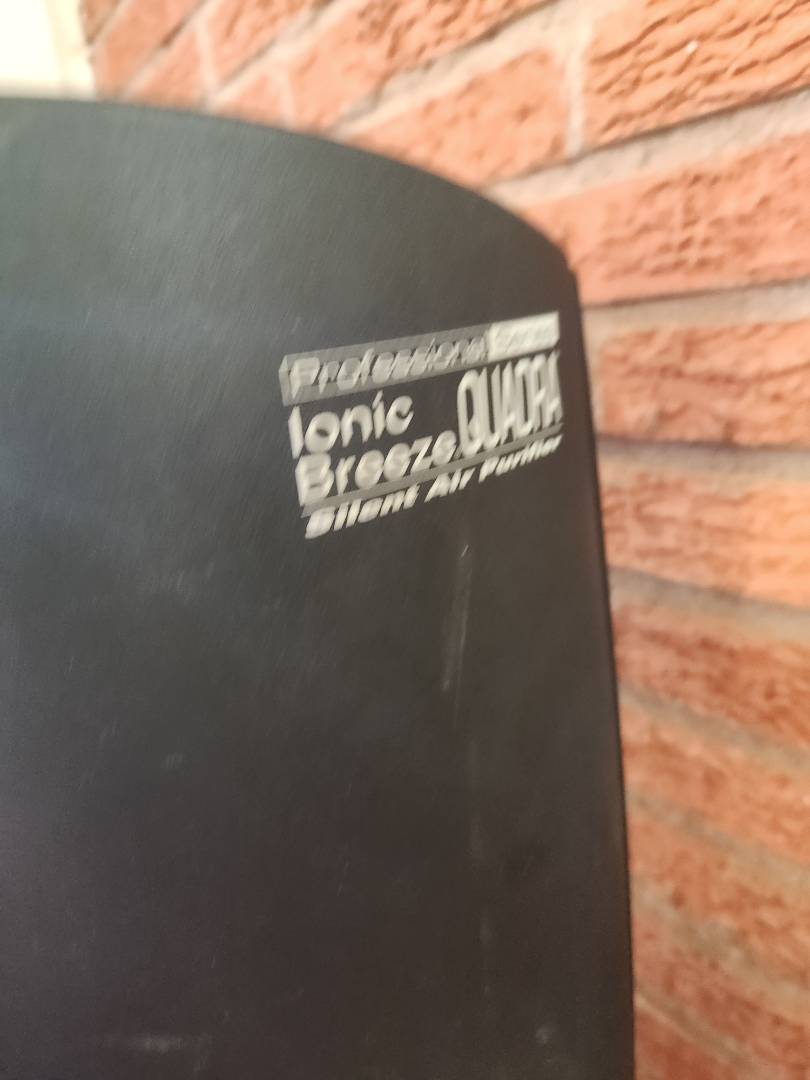 Professional Series
Ionic
Breeze QUADRA
Silent Air Purifier